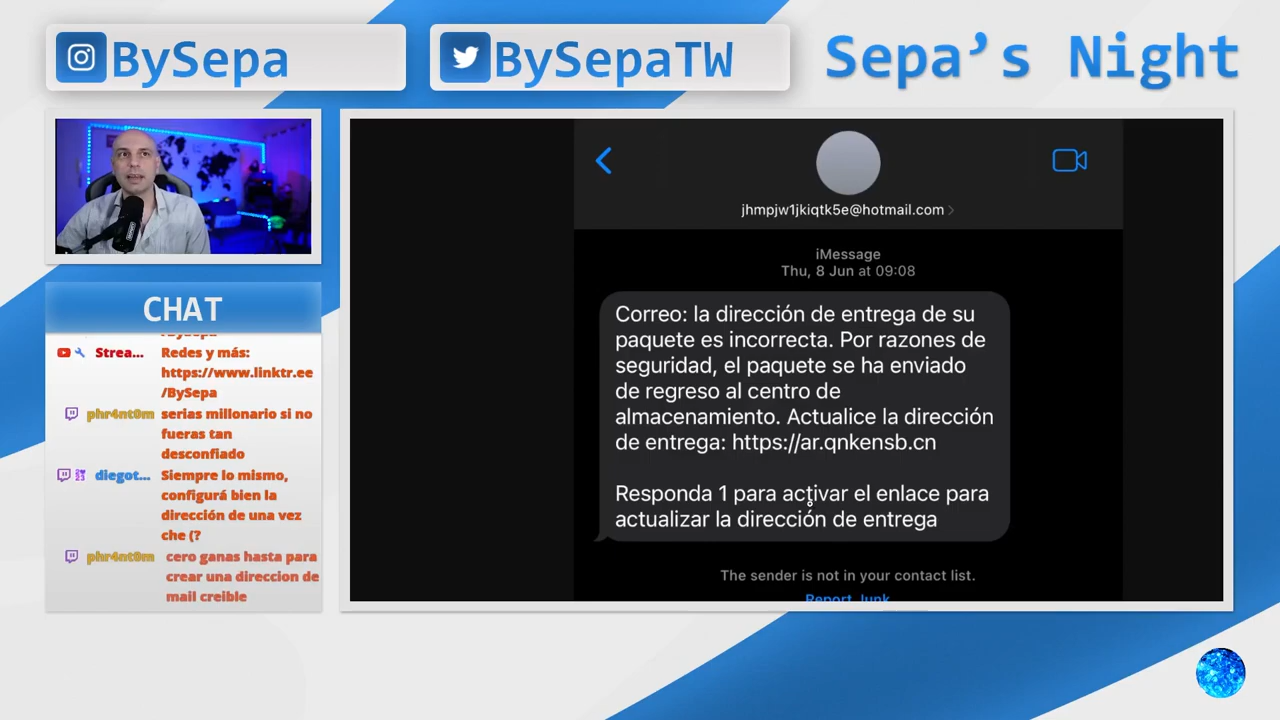 BySepa
BySepaTW
Sepa's Night
jhmpjw1jkiqtk5e@hotmail.com
iMessage
Thu, 8 Jun at 09:08
Correo: la dirección de entrega de su
paquete es incorrecta. Por razones de
seguridad, el paquete se ha enviado
de regreso al centro de
almacenamiento. Actualice la dirección
de entrega: https://ar.qnkensb.cn
Responda 1 para activar el enlace para
actualizar la dirección de entrega
The sender is not in your contact list.
Report Junk
CHAT
/BySepa
Strea... Redes y más:
https://www.linktr.ee
/BySepa
phr4nt0m serias millonario si no
fueras tan
desconfiado
diegot... Siempre lo mismo,
configurá bien la
dirección de una vez
che (?
phr4nt0m cero ganas hasta para
crear una direccion de
mail creible